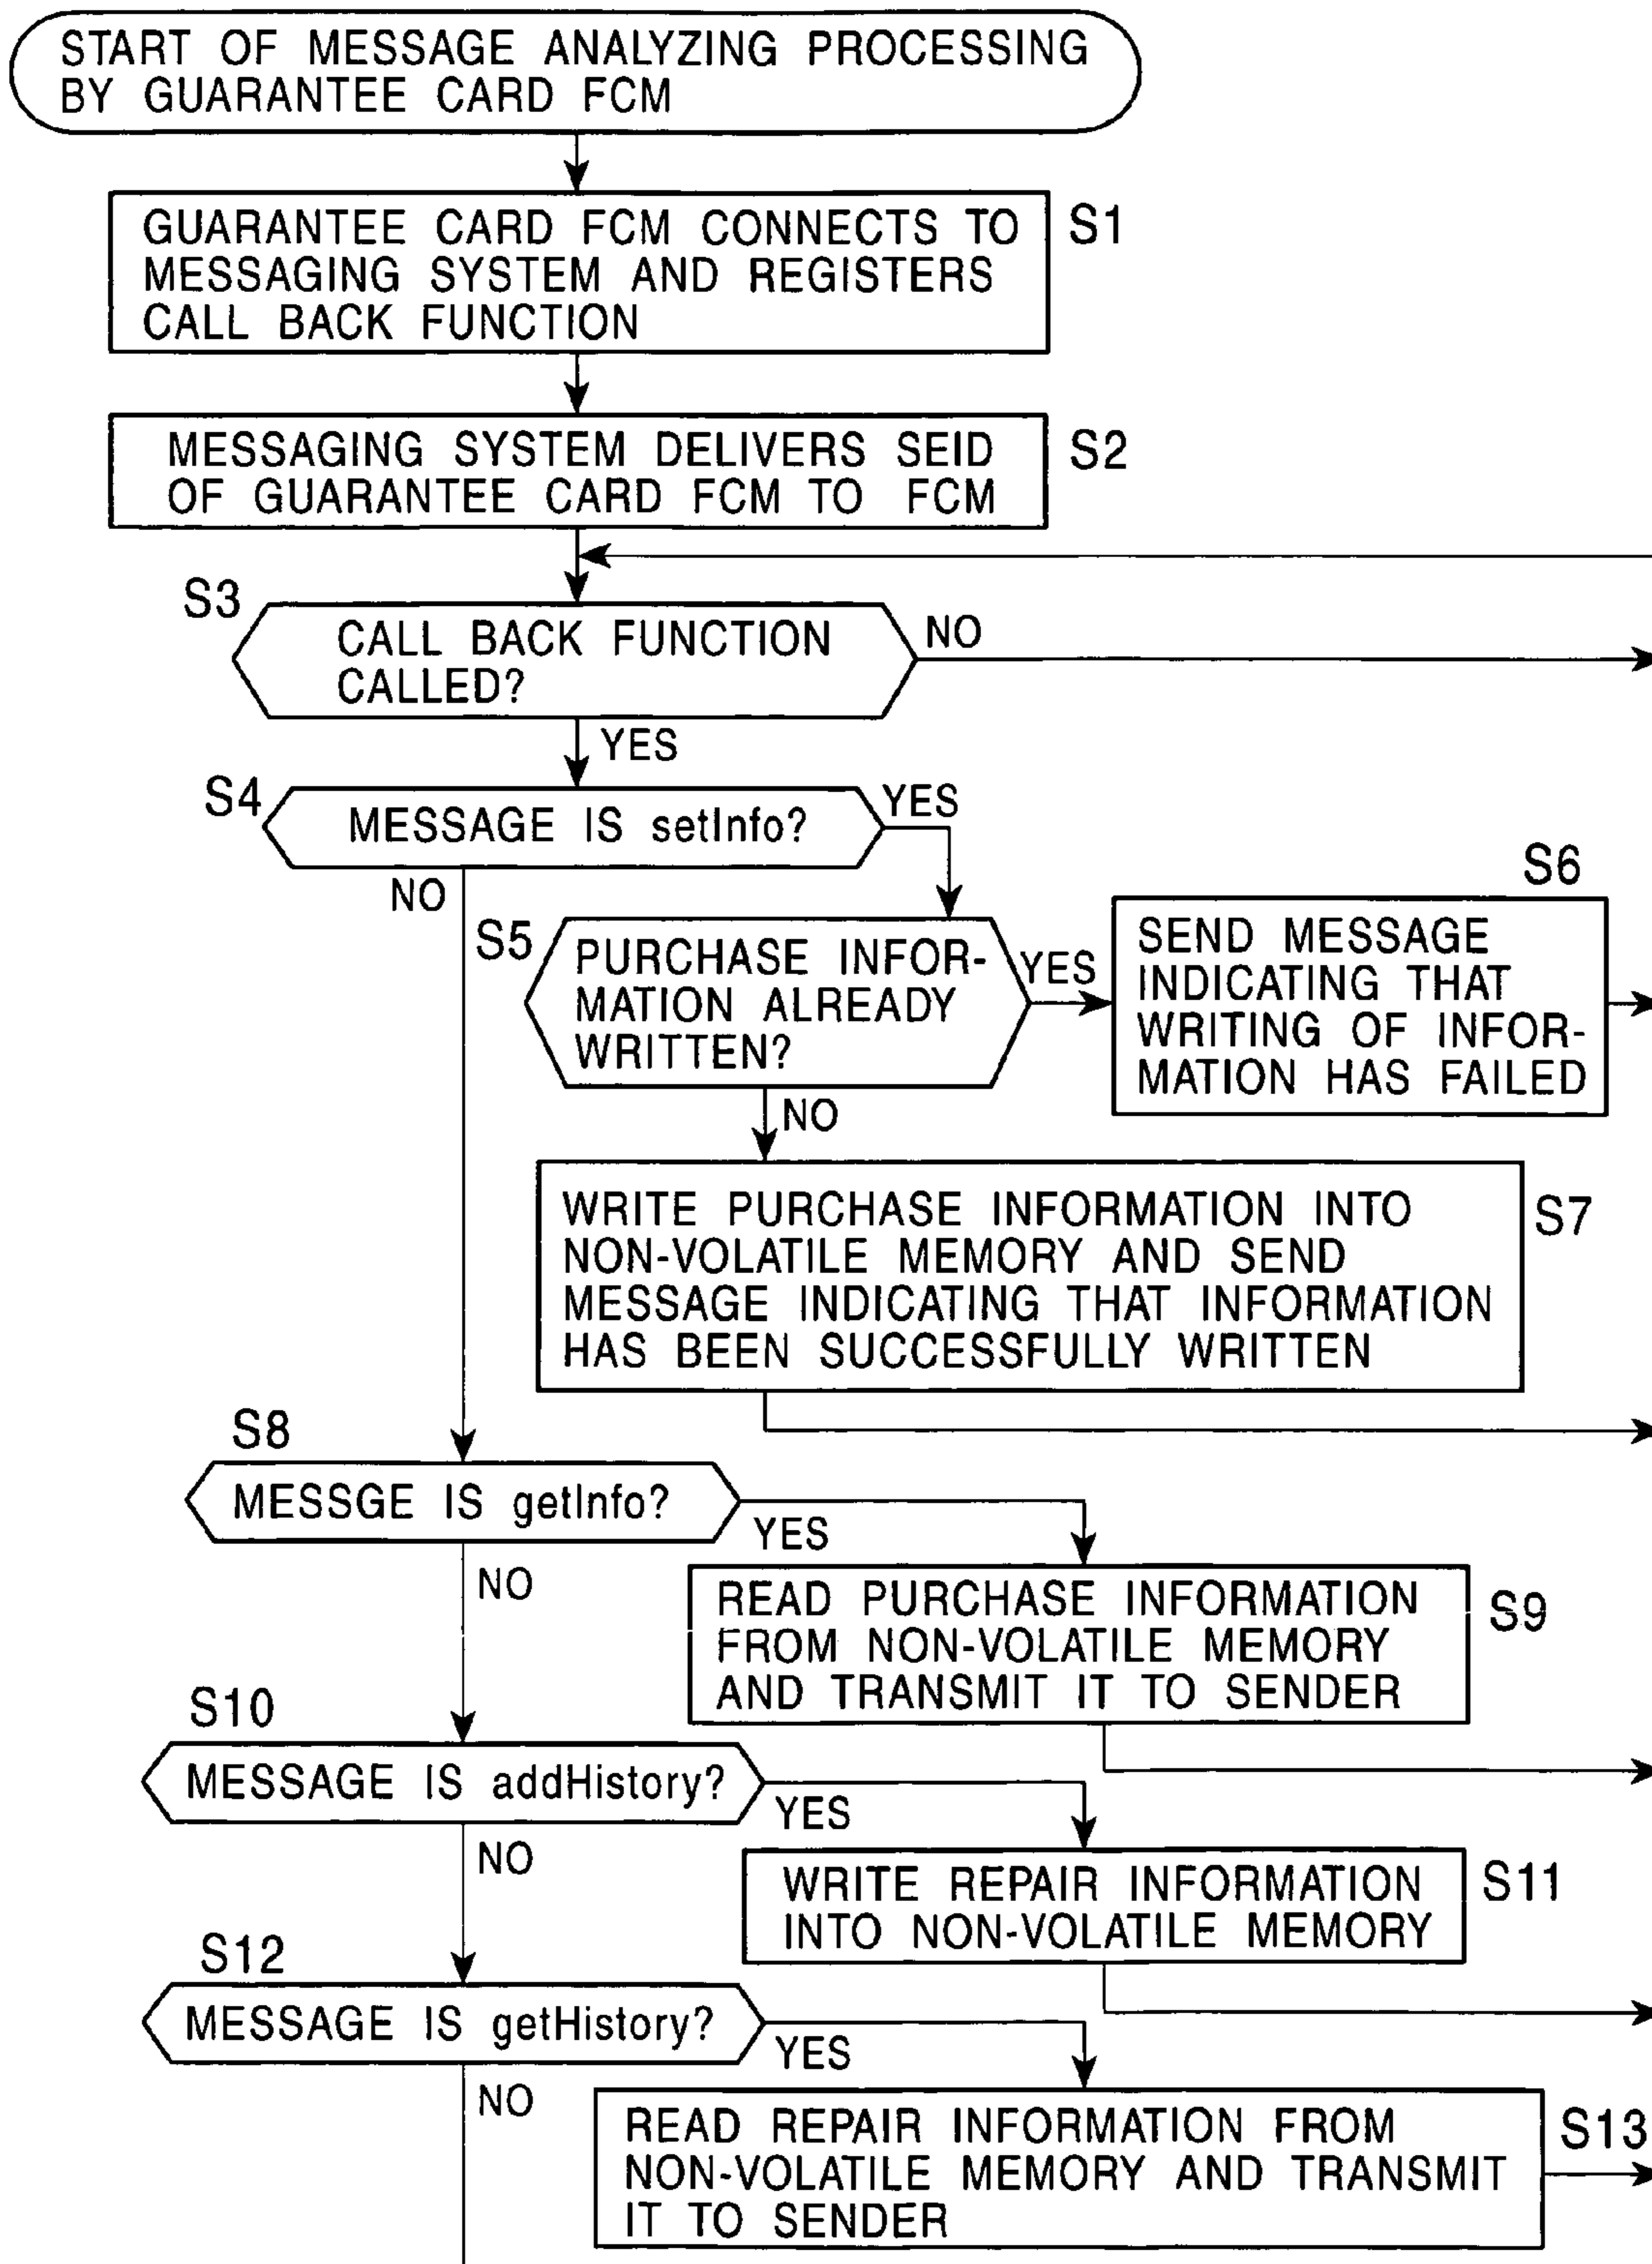 START OF MESSAGE ANALYZING PROCESSING
BY GUARANTEE CARD FCM
GUARANTEE CARD FCM CONNECTS TO
MESSAGING SYSTEM AND REGISTERS
CALL BACK FUNCTION
S1
MESSAGING SYSTEM DELIVERS SEID
OF GUARANTEE CARD FCM TO FCM
S2
S3
CALL BACK FUNCTION
CALLED?
NO
YES
S4
MESSAGE IS setInfo?
YES
NO
S5
PURCHASE INFOR-
MATION ALREADY
WRITTEN?
YES
S6
SEND MESSAGE
INDICATING THAT
WRITING OF INFOR-
MATION HAS FAILED
NO
WRITE PURCHASE INFORMATION INTO
NON-VOLATILE MEMORY AND SEND
MESSAGE INDICATING THAT INFORMATION
HAS BEEN SUCCESSFULLY WRITTEN
S7
S8
MESSGE IS getInfo?
YES
NO
READ PURCHASE INFORMATION
FROM NON-VOLATILE MEMORY
AND TRANSMIT IT TO SENDER
S9
S10
MESSAGE IS addHistory?
YES
NO
WRITE REPAIR INFORMATION
INTO NON-VOLATILE MEMORY
S11
S12
MESSAGE IS getHistory?
YES
NO
READ REPAIR INFORMATION FROM
NON-VOLATILE MEMORY AND TRANSMIT
IT TO SENDER
S13